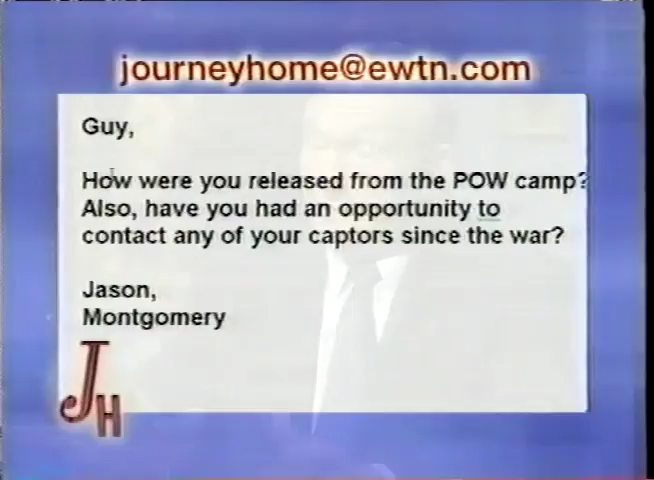 journeyhome@ewtn.com
Guy,
How were you released from the POW camp?
Also, have you had an opportunity to
contact any of your captors since the war?
Jason,
Montgomery
JH